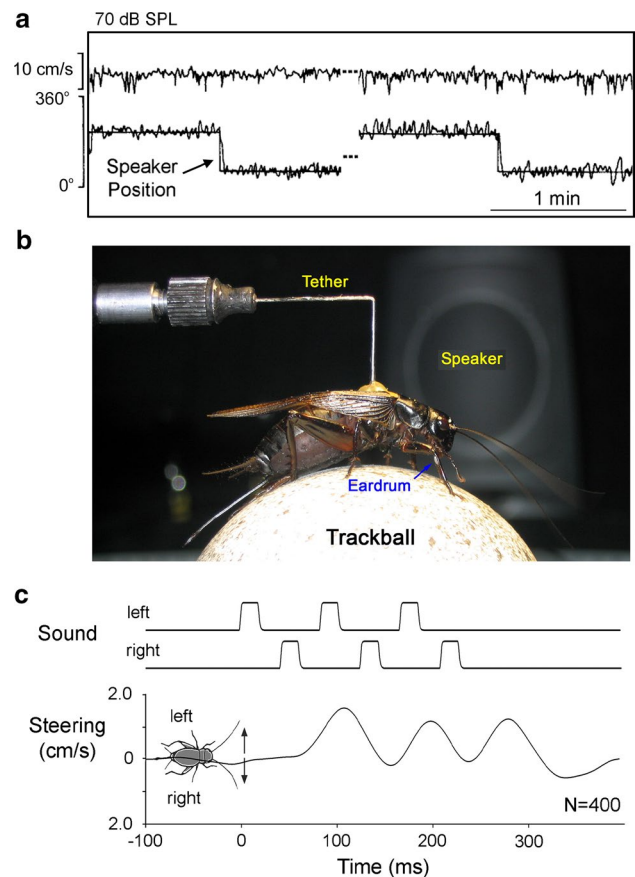 a
70 dB SPL
10 cm/s
360°
Speaker
Position
0°
1 min
b
Tether
Speaker
Eardrum
Trackball
c
Sound
left
right
2.0
Steering
(cm/s)
left
0
right
N=400
2.0
-100
0
100
200
300
Time (ms)